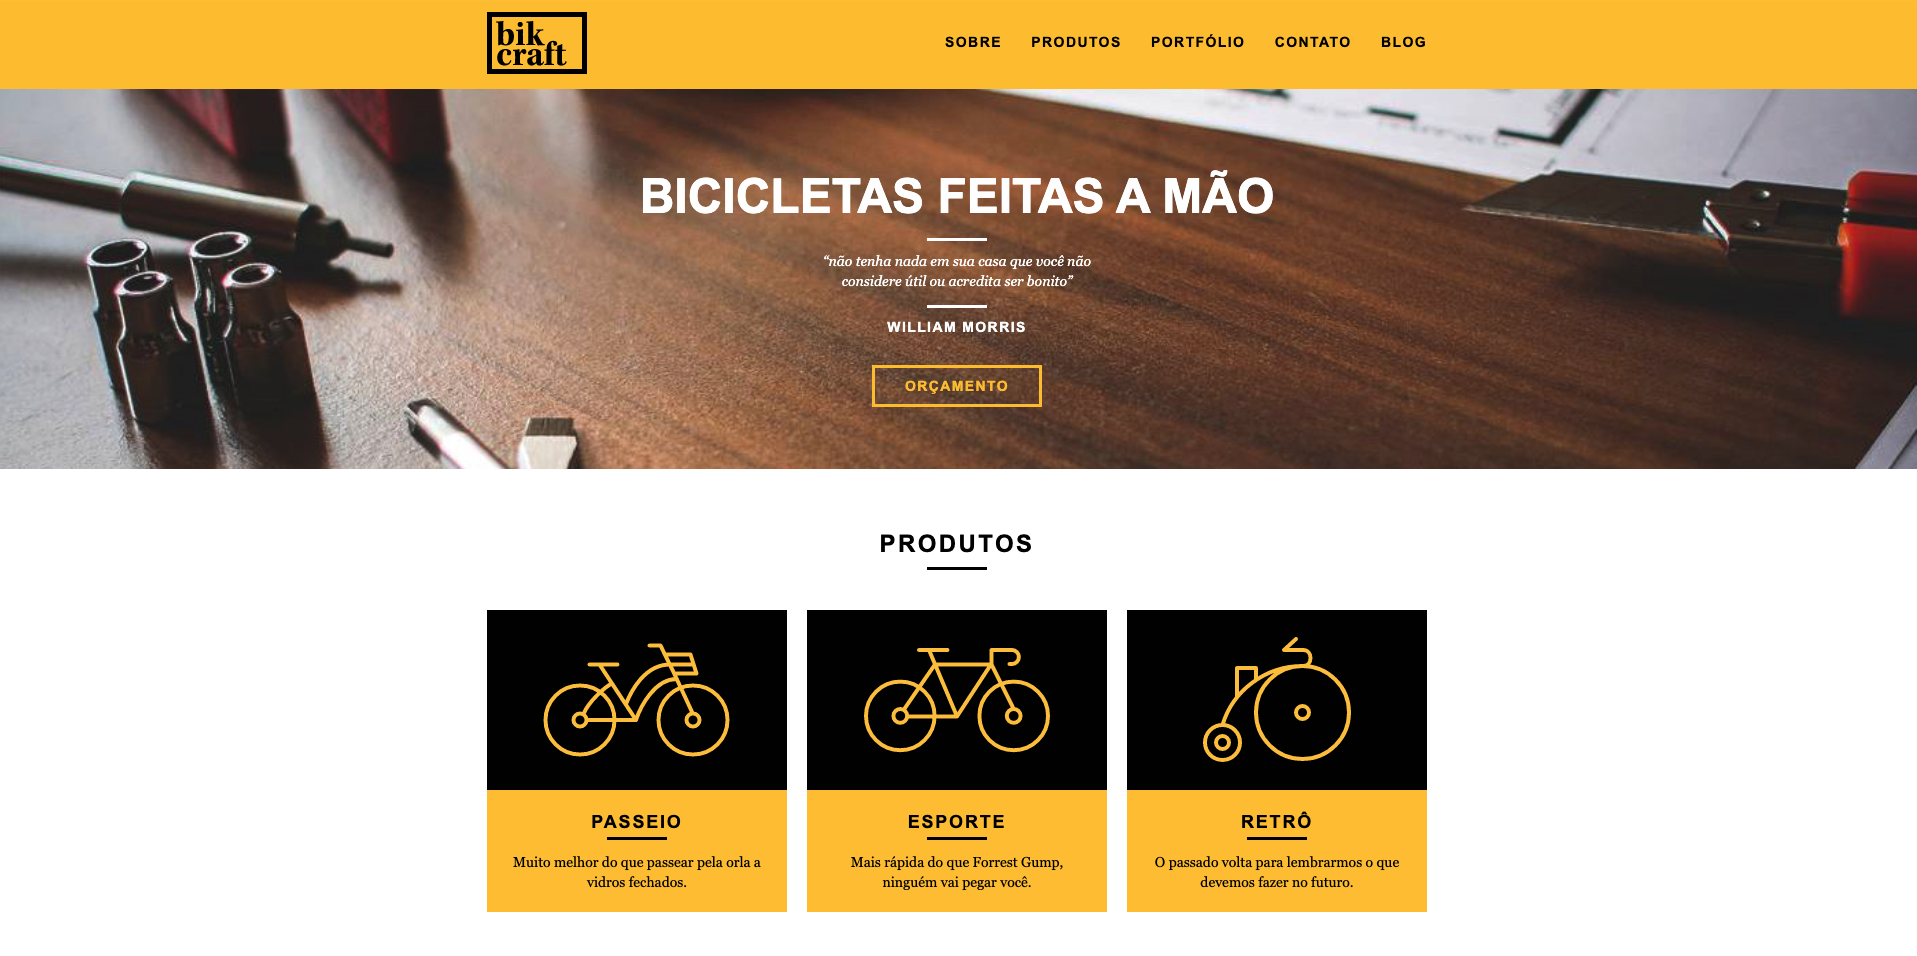 bik
craft
SOBRE PRODUTOS PORTFÓLIO CONTATO BLOG
BICICLETAS FEITAS A MÃO
“não tenha nada em sua casa que você não
considere útil ou acredita ser bonito”
WILLIAM MORRIS
ORÇAMENTO
PRODUTOS
PASSEIO
Muito melhor do que passear pela orla a
vidros fechados.
ESPORTE
Mais rápida do que Forrest Gump,
ninguém vai pegar você.
RETRÔ
O passado volta para lembrarmos o que
devemos fazer no futuro.